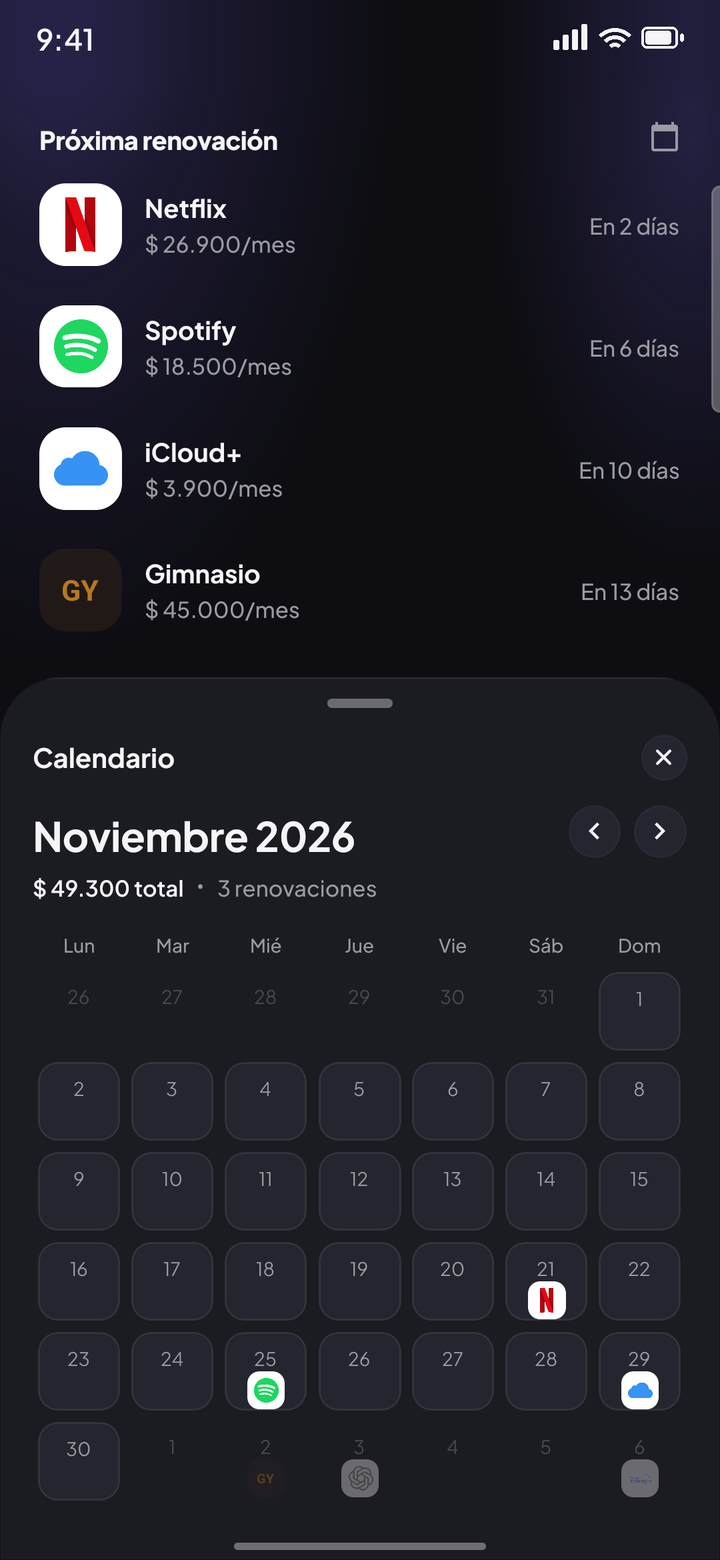 9:41
Próxima renovación
Netflix
$ 26.900/mes
En 2 días
Spotify
$ 18.500/mes
En 6 días
iCloud+
$ 3.900/mes
En 10 días
GY
Gimnasio
$ 45.000/mes
En 13 días
Calendario
Noviembre 2026
$ 49.300 total • 3 renovaciones
Lun Mar Mié Jue Vie Sáb Dom
26 27 28 29 30 31 1
2 3 4 5 6 7 8
9 10 11 12 13 14 15
16 17 18 19 20 21 22
N
23 24 25 26 27 28 29
30 1 2 3 4 5 6
GY Disney+